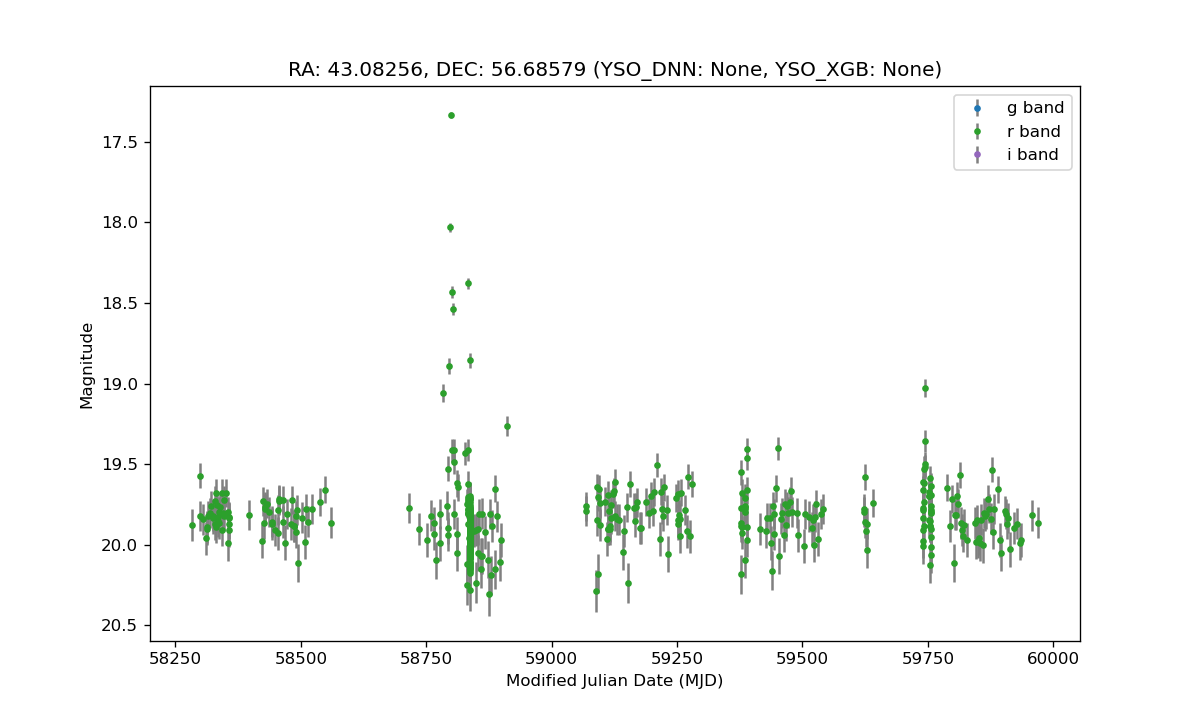 RA: 43.08256, DEC: 56.68579 (YSO_DNN: None, YSO_XGB: None)
g band
r band
i band
17.5
18.0
18.5
19.0
19.5
20.0
20.5
Magnitude
58250 58500 58750 59000 59250 59500 59750 60000
Modified Julian Date (MJD)